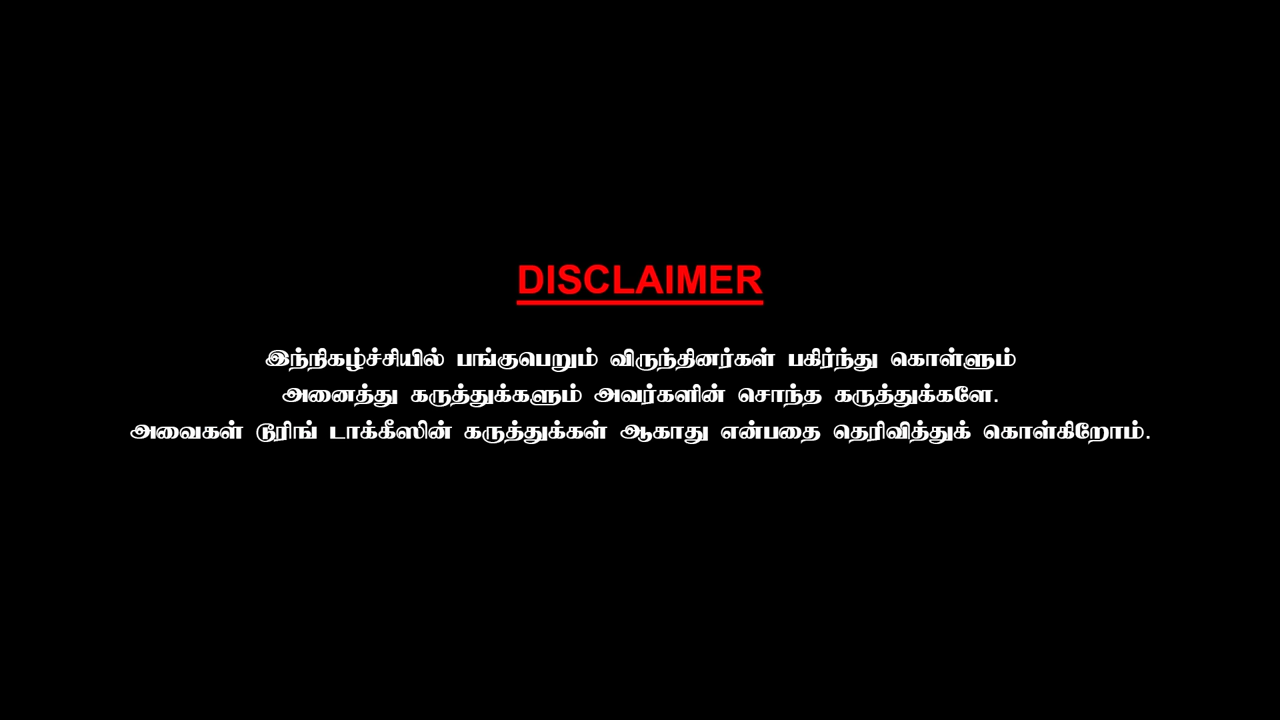 DISCLAIMER
இந்நிகழ்ச்சியில் பங்குபெறும் விருந்தினர்கள் பகிர்ந்து கொள்ளும்
அனைத்து கருத்துக்களும் அவர்களின் சொந்த கருத்துக்களே.
அவைகள் டூரிங் டாக்கீஸின் கருத்துக்கள் ஆகாது என்பதை தெரிவித்துக் கொள்கிறோம்.